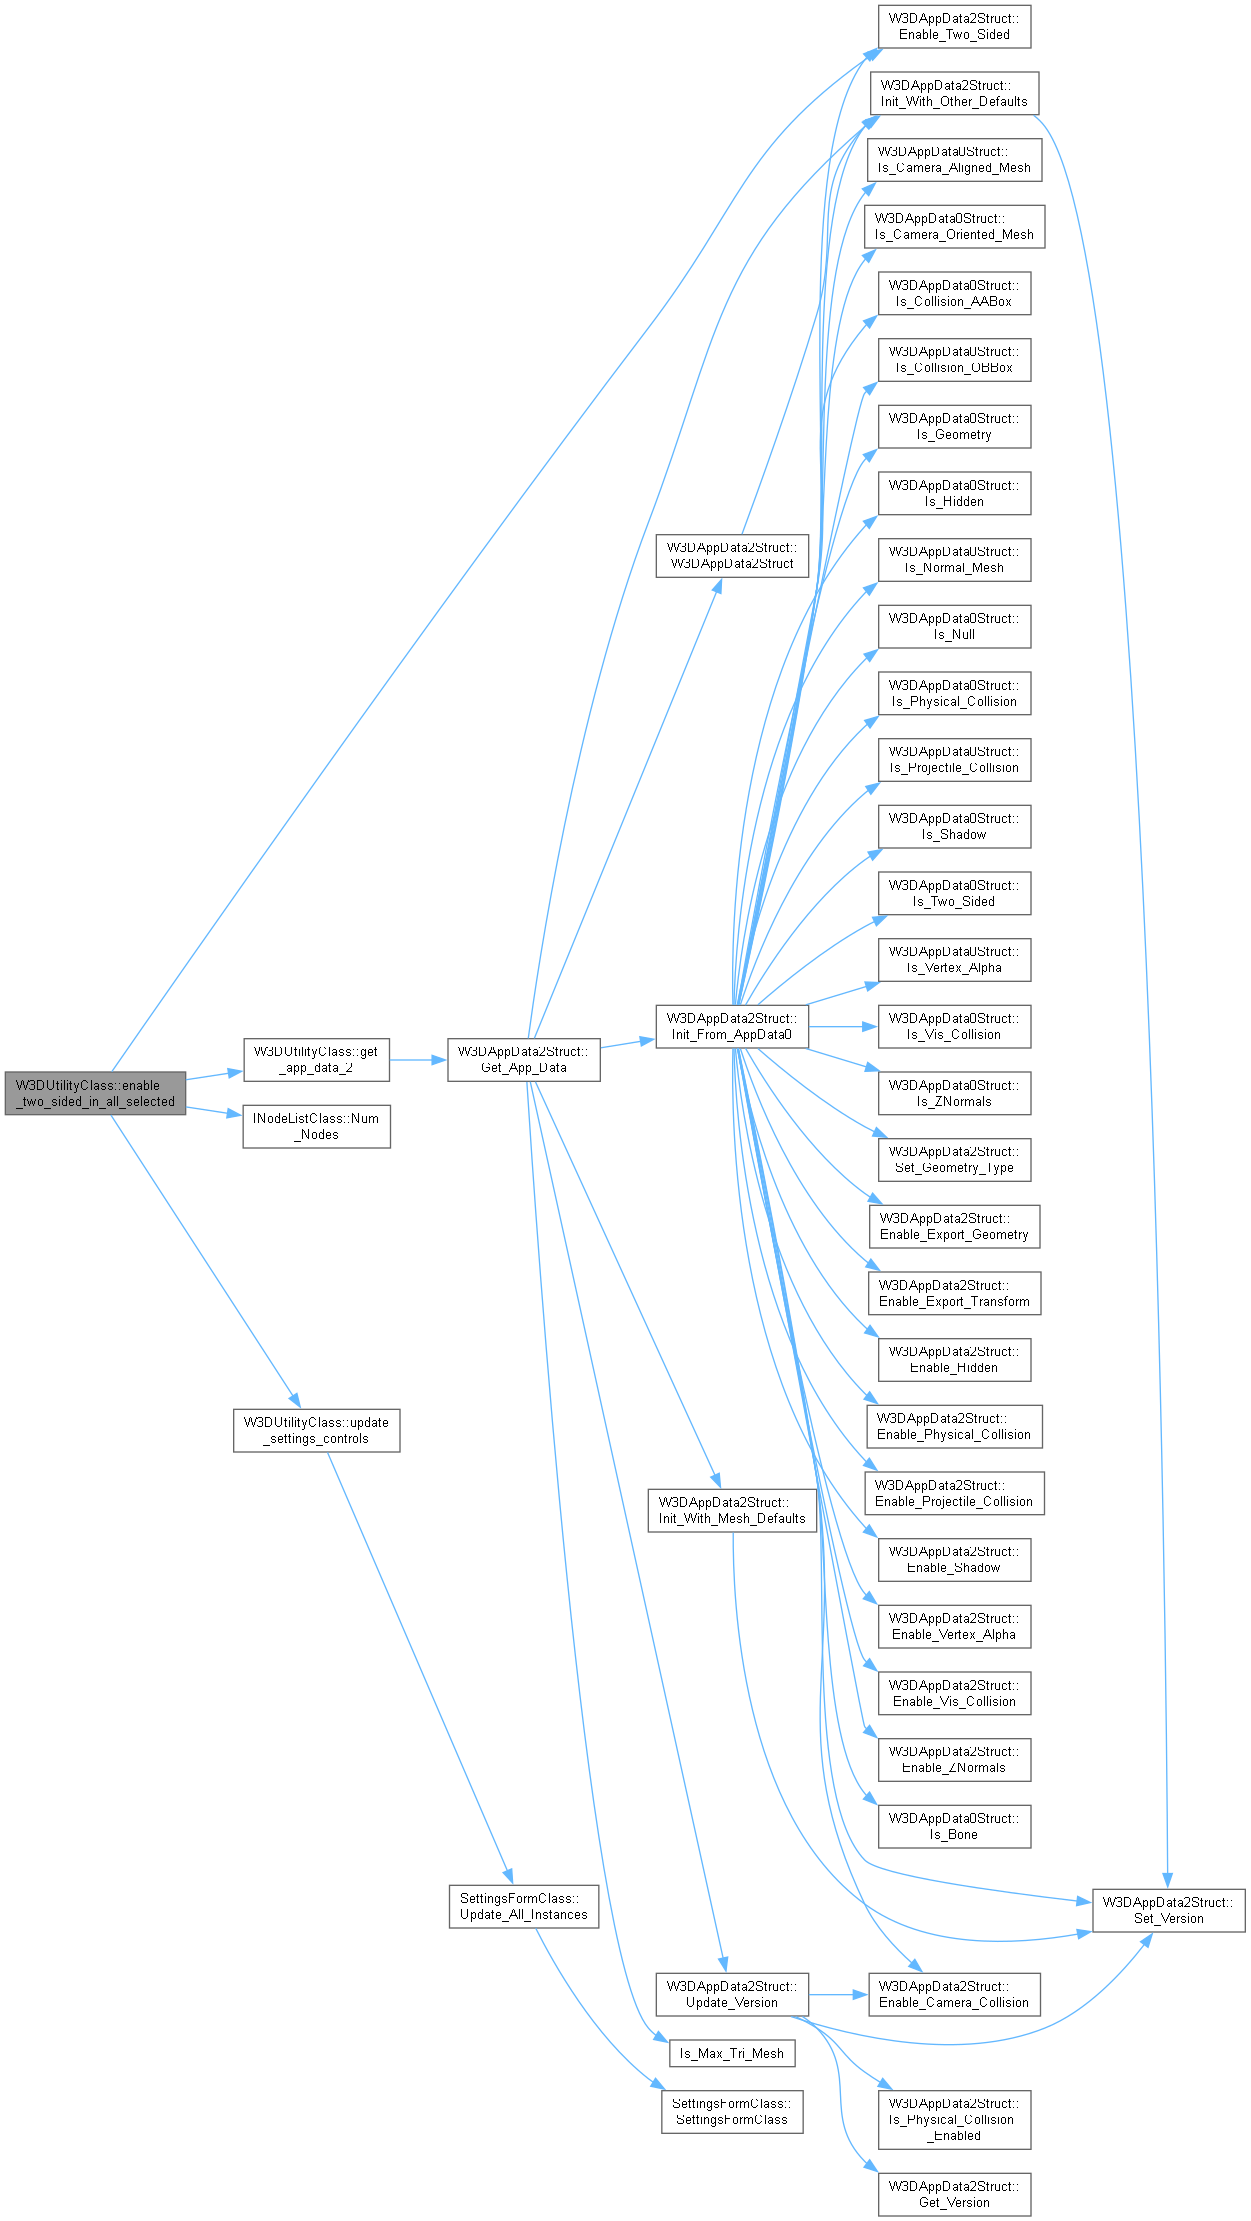 W3DUtilityClass::enable
_two_sided_in_all_selected
W3DUtilityClass::get
_app_data_2
INodeListClass::Num
_Nodes
W3DUtilityClass::update
_settings_controls
W3DAppData2Struct::
Get_App_Data
SettingsFormClass::
Update_All_Instances
W3DAppData2Struct::
W3DAppData2Struct
W3DAppData2Struct::
Init_From_AppData0
W3DAppData2Struct::
Init_With_Mesh_Defaults
W3DAppData2Struct::
Update_Version
Is_Max_Tri_Mesh
SettingsFormClass::
SettingsFormClass
W3DAppData2Struct::
Enable_Two_Sided
W3DAppData2Struct::
Init_With_Other_Defaults
W3DAppData0Struct::
Is_Camera_Aligned_Mesh
W3DAppData0Struct::
Is_Camera_Oriented_Mesh
W3DAppData0Struct::
Is_Collision_AABox
W3DAppData0Struct::
Is_Collision_OBBox
W3DAppData0Struct::
Is_Geometry
W3DAppData0Struct::
Is_Hidden
W3DAppData0Struct::
Is_Normal_Mesh
W3DAppData0Struct::
Is_Null
W3DAppData0Struct::
Is_Physical_Collision
W3DAppData0Struct::
Is_Projectile_Collision
W3DAppData0Struct::
Is_Shadow
W3DAppData0Struct::
Is_Two_Sided
W3DAppData0Struct::
Is_Vertex_Alpha
W3DAppData0Struct::
Is_Vis_Collision
W3DAppData0Struct::
Is_ZNormals
W3DAppData2Struct::
Set_Geometry_Type
W3DAppData2Struct::
Enable_Export_Geometry
W3DAppData2Struct::
Enable_Export_Transform
W3DAppData2Struct::
Enable_Hidden
W3DAppData2Struct::
Enable_Physical_Collision
W3DAppData2Struct::
Enable_Projectile_Collision
W3DAppData2Struct::
Enable_Shadow
W3DAppData2Struct::
Enable_Vertex_Alpha
W3DAppData2Struct::
Enable_Vis_Collision
W3DAppData2Struct::
Enable_ZNormals
W3DAppData0Struct::
Is_Bone
W3DAppData2Struct::
Enable_Camera_Collision
W3DAppData2Struct::
Is_Physical_Collision
_Enabled
W3DAppData2Struct::
Get_Version
W3DAppData2Struct::
Set_Version